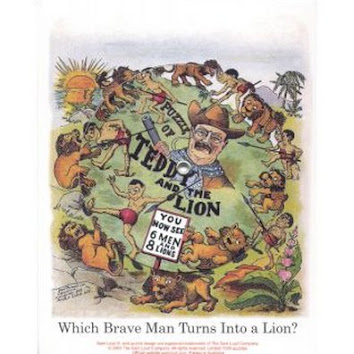 PUZZLE
OF
TEDDY
AND THE
LION
YOU
NOW SEE
6 MEN
AND
8 LIONS
Which Brave Man Turns Into a Lion?